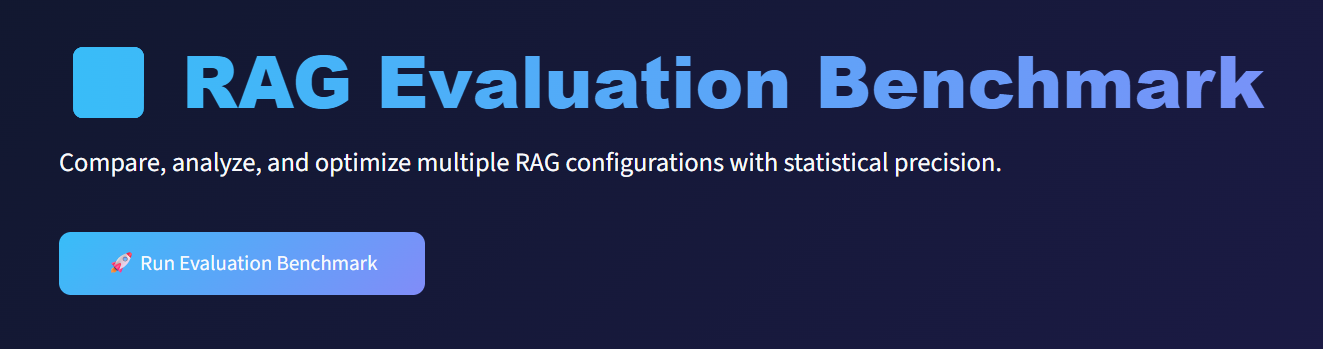 RAG Evaluation Benchmark
Compare, analyze, and optimize multiple RAG configurations with statistical precision.
🚀 Run Evaluation Benchmark